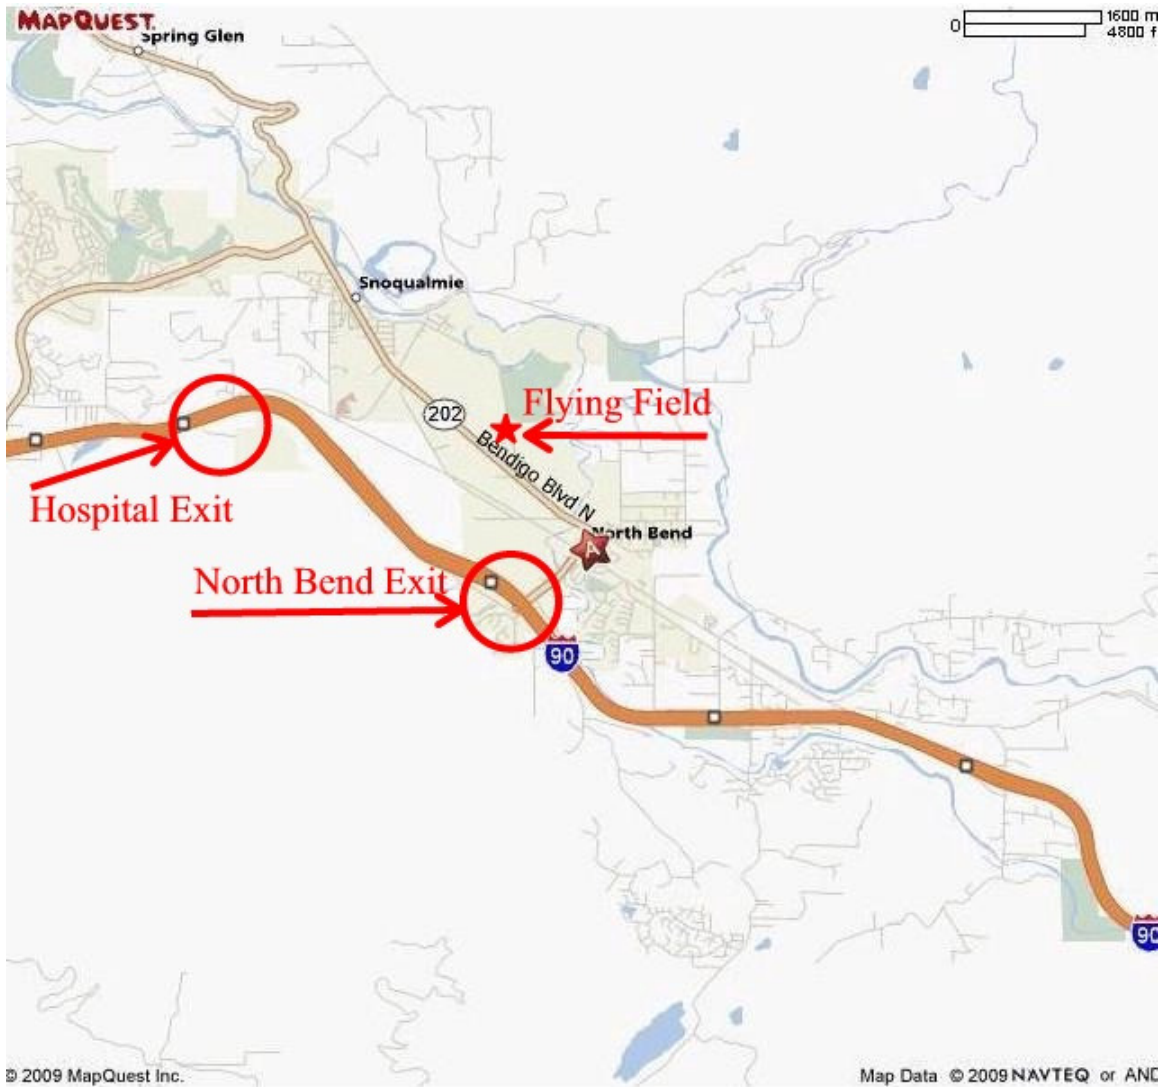 MAPQUEST.
0
1600 m
4800 f
Spring Glen
Snoqualmie
202
Flying Field
Bendigo Blvd N
Hospital Exit
North Bend
A
North Bend Exit
90
90
© 2009 MapQuest Inc.
Map Data © 2009 NAVTEQ or AND